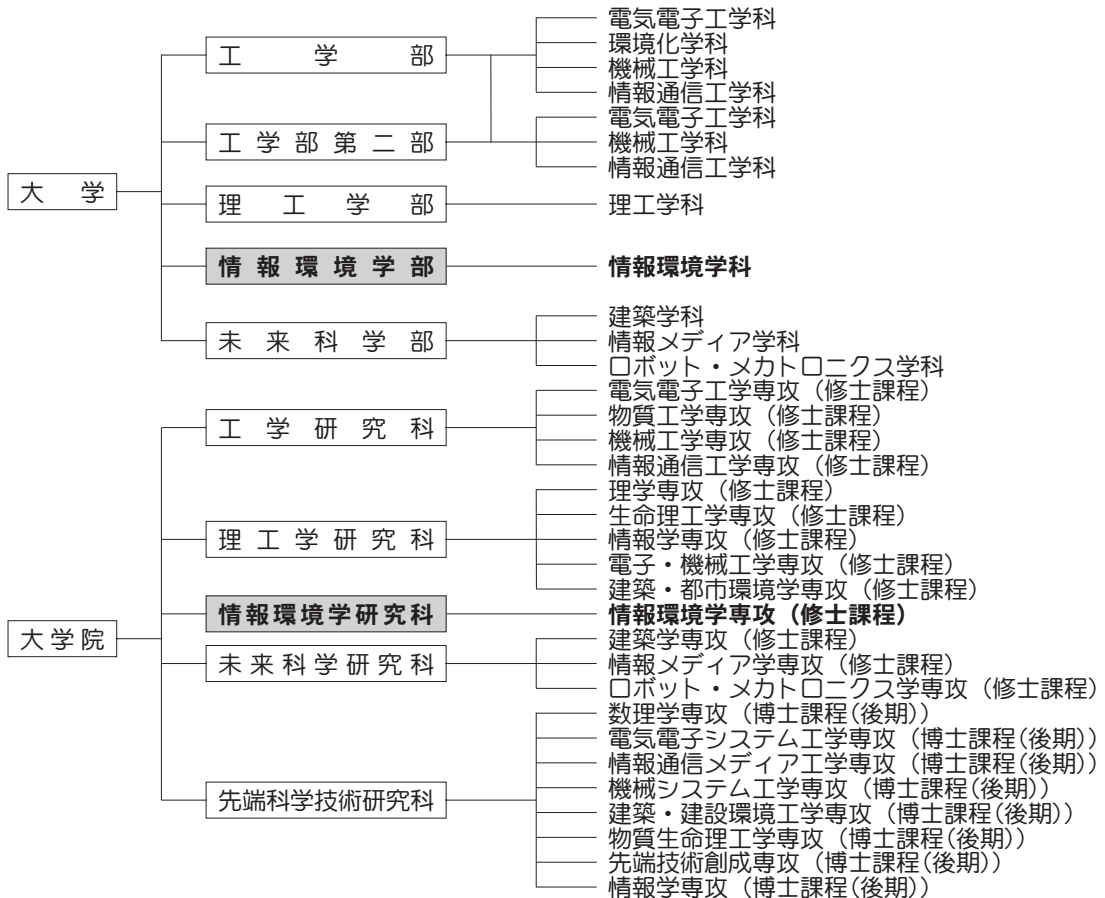 大学
工学部
電気電子工学科
環境化学科
機械工学科
情報通信工学科
工学部第二部
電気電子工学科
機械工学科
情報通信工学科
理工学部
理工学科
情報環境学部
情報環境学科
未来科学部
建築学科
情報メディア学科
ロボット・メカトロニクス学科
大学院
工学研究科
電気電子工学専攻（修士課程）
物質工学専攻（修士課程）
機械工学専攻（修士課程）
情報通信工学専攻（修士課程）
理工学研究科
理学専攻（修士課程）
生命理工学専攻（修士課程）
情報学専攻（修士課程）
電子・機械工学専攻（修士課程）
建築・都市環境学専攻（修士課程）
情報環境学研究科
情報環境学専攻（修士課程）
未来科学研究科
建築学専攻（修士課程）
情報メディア学専攻（修士課程）
ロボット・メカトロニクス学専攻（修士課程）
先端科学技術研究科
数理学専攻（博士課程(後期)）
電気電子システム工学専攻（博士課程(後期)）
情報通信メディア工学専攻（博士課程(後期)）
機械システム工学専攻（博士課程(後期)）
建築・建設環境工学専攻（博士課程(後期)）
物質生命理工学専攻（博士課程(後期)）
先端技術創成専攻（博士課程(後期)）
情報学専攻（博士課程(後期)）